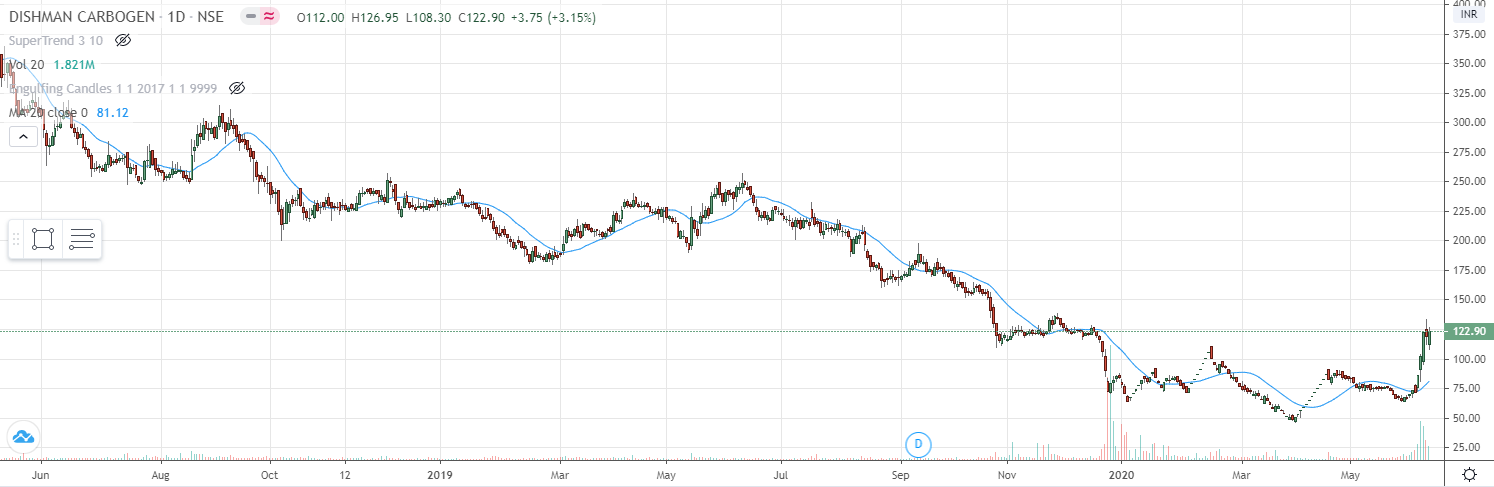 DISHMAN CARBOGEN · 1D · NSE O112.00 H126.95 L108.30 C122.90 +3.75 (+3.15%)
SuperTrend 3 10
Vol 20 1.821M
Engulfing Candles 1 1 2017 1 1 9999
MA 20 close 0 81.12
400.00
INR
375.00
350.00
325.00
300.00
275.00
250.00
225.00
200.00
175.00
150.00
122.90
100.00
75.00
50.00
25.00
D
Jun Aug Oct 12 2019 Mar May Jul Sep Nov 2020 Mar May